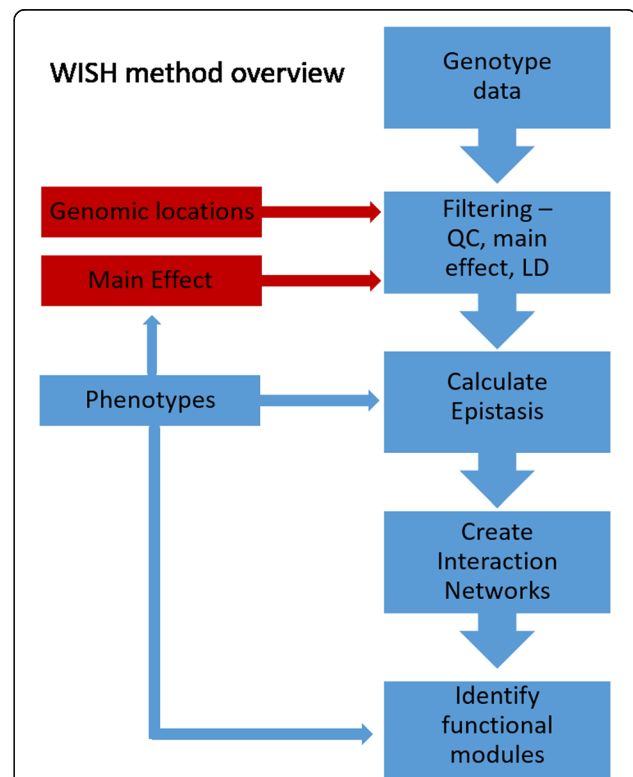 WISH method overview
Genotype
data
Genomic locations
Filtering –
QC, main
effect, LD
Main Effect
Phenotypes
Calculate
Epistasis
Create
Interaction
Networks
Identify
functional
modules